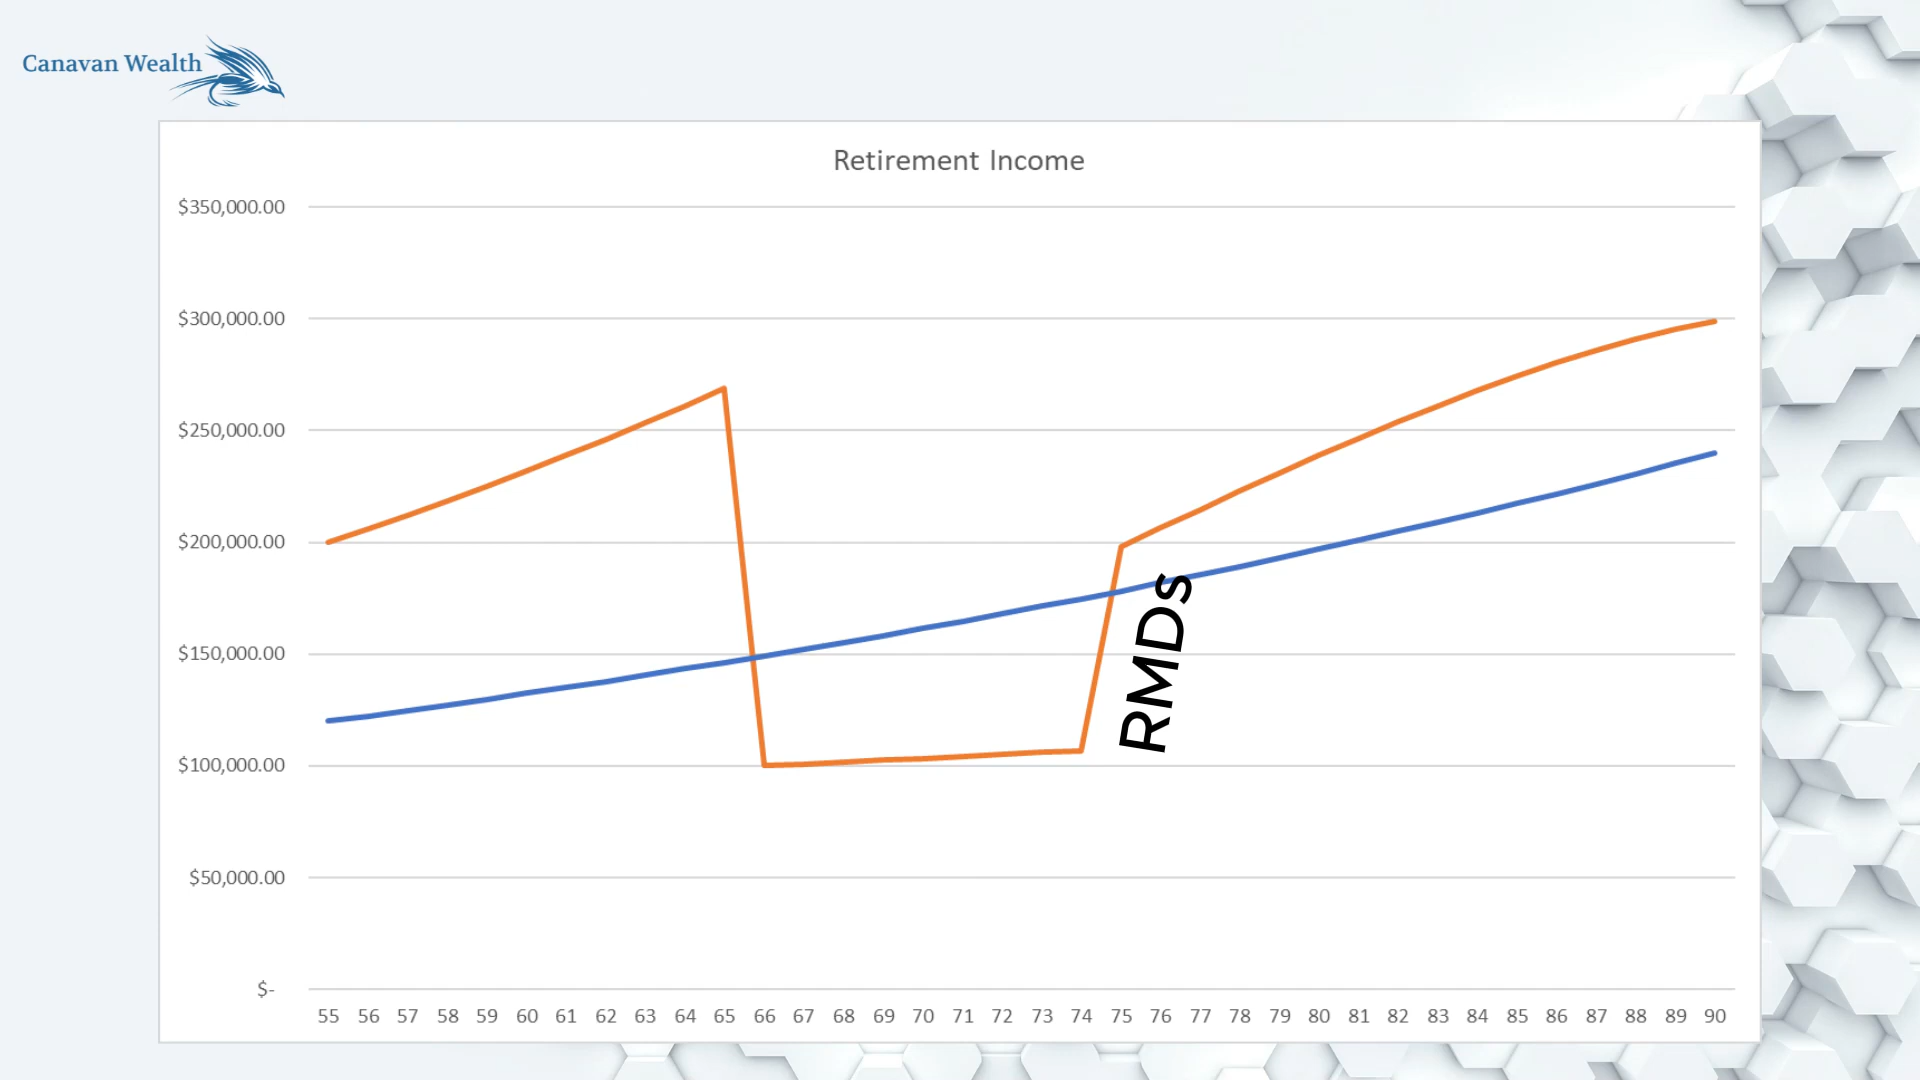 Canavan Wealth
Retirement Income
$350,000.00
$300,000.00
$250,000.00
$200,000.00
$150,000.00
$100,000.00
$50,000.00
$-
RMDs
55 56 57 58 59 60 61 62 63 64 65 66 67 68 69 70 71 72 73 74 75 76 77 78 79 80 81 82 83 84 85 86 87 88 89 90